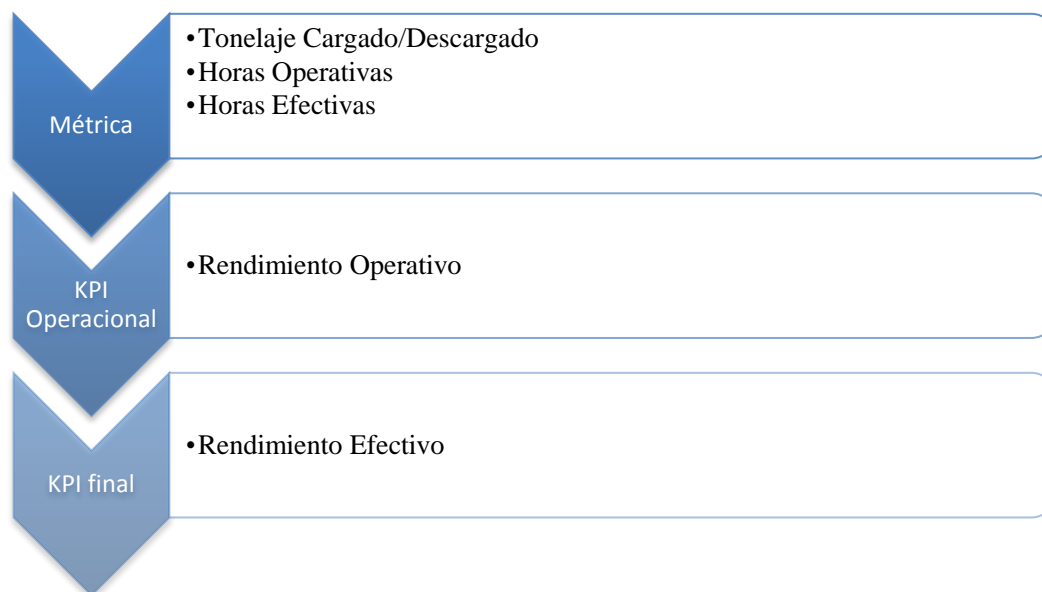 Métrica
•Tonelaje Cargado/Descargado
•Horas Operativas
•Horas Efectivas
KPI
Operacional
•Rendimiento Operativo
KPI final
•Rendimiento Efectivo